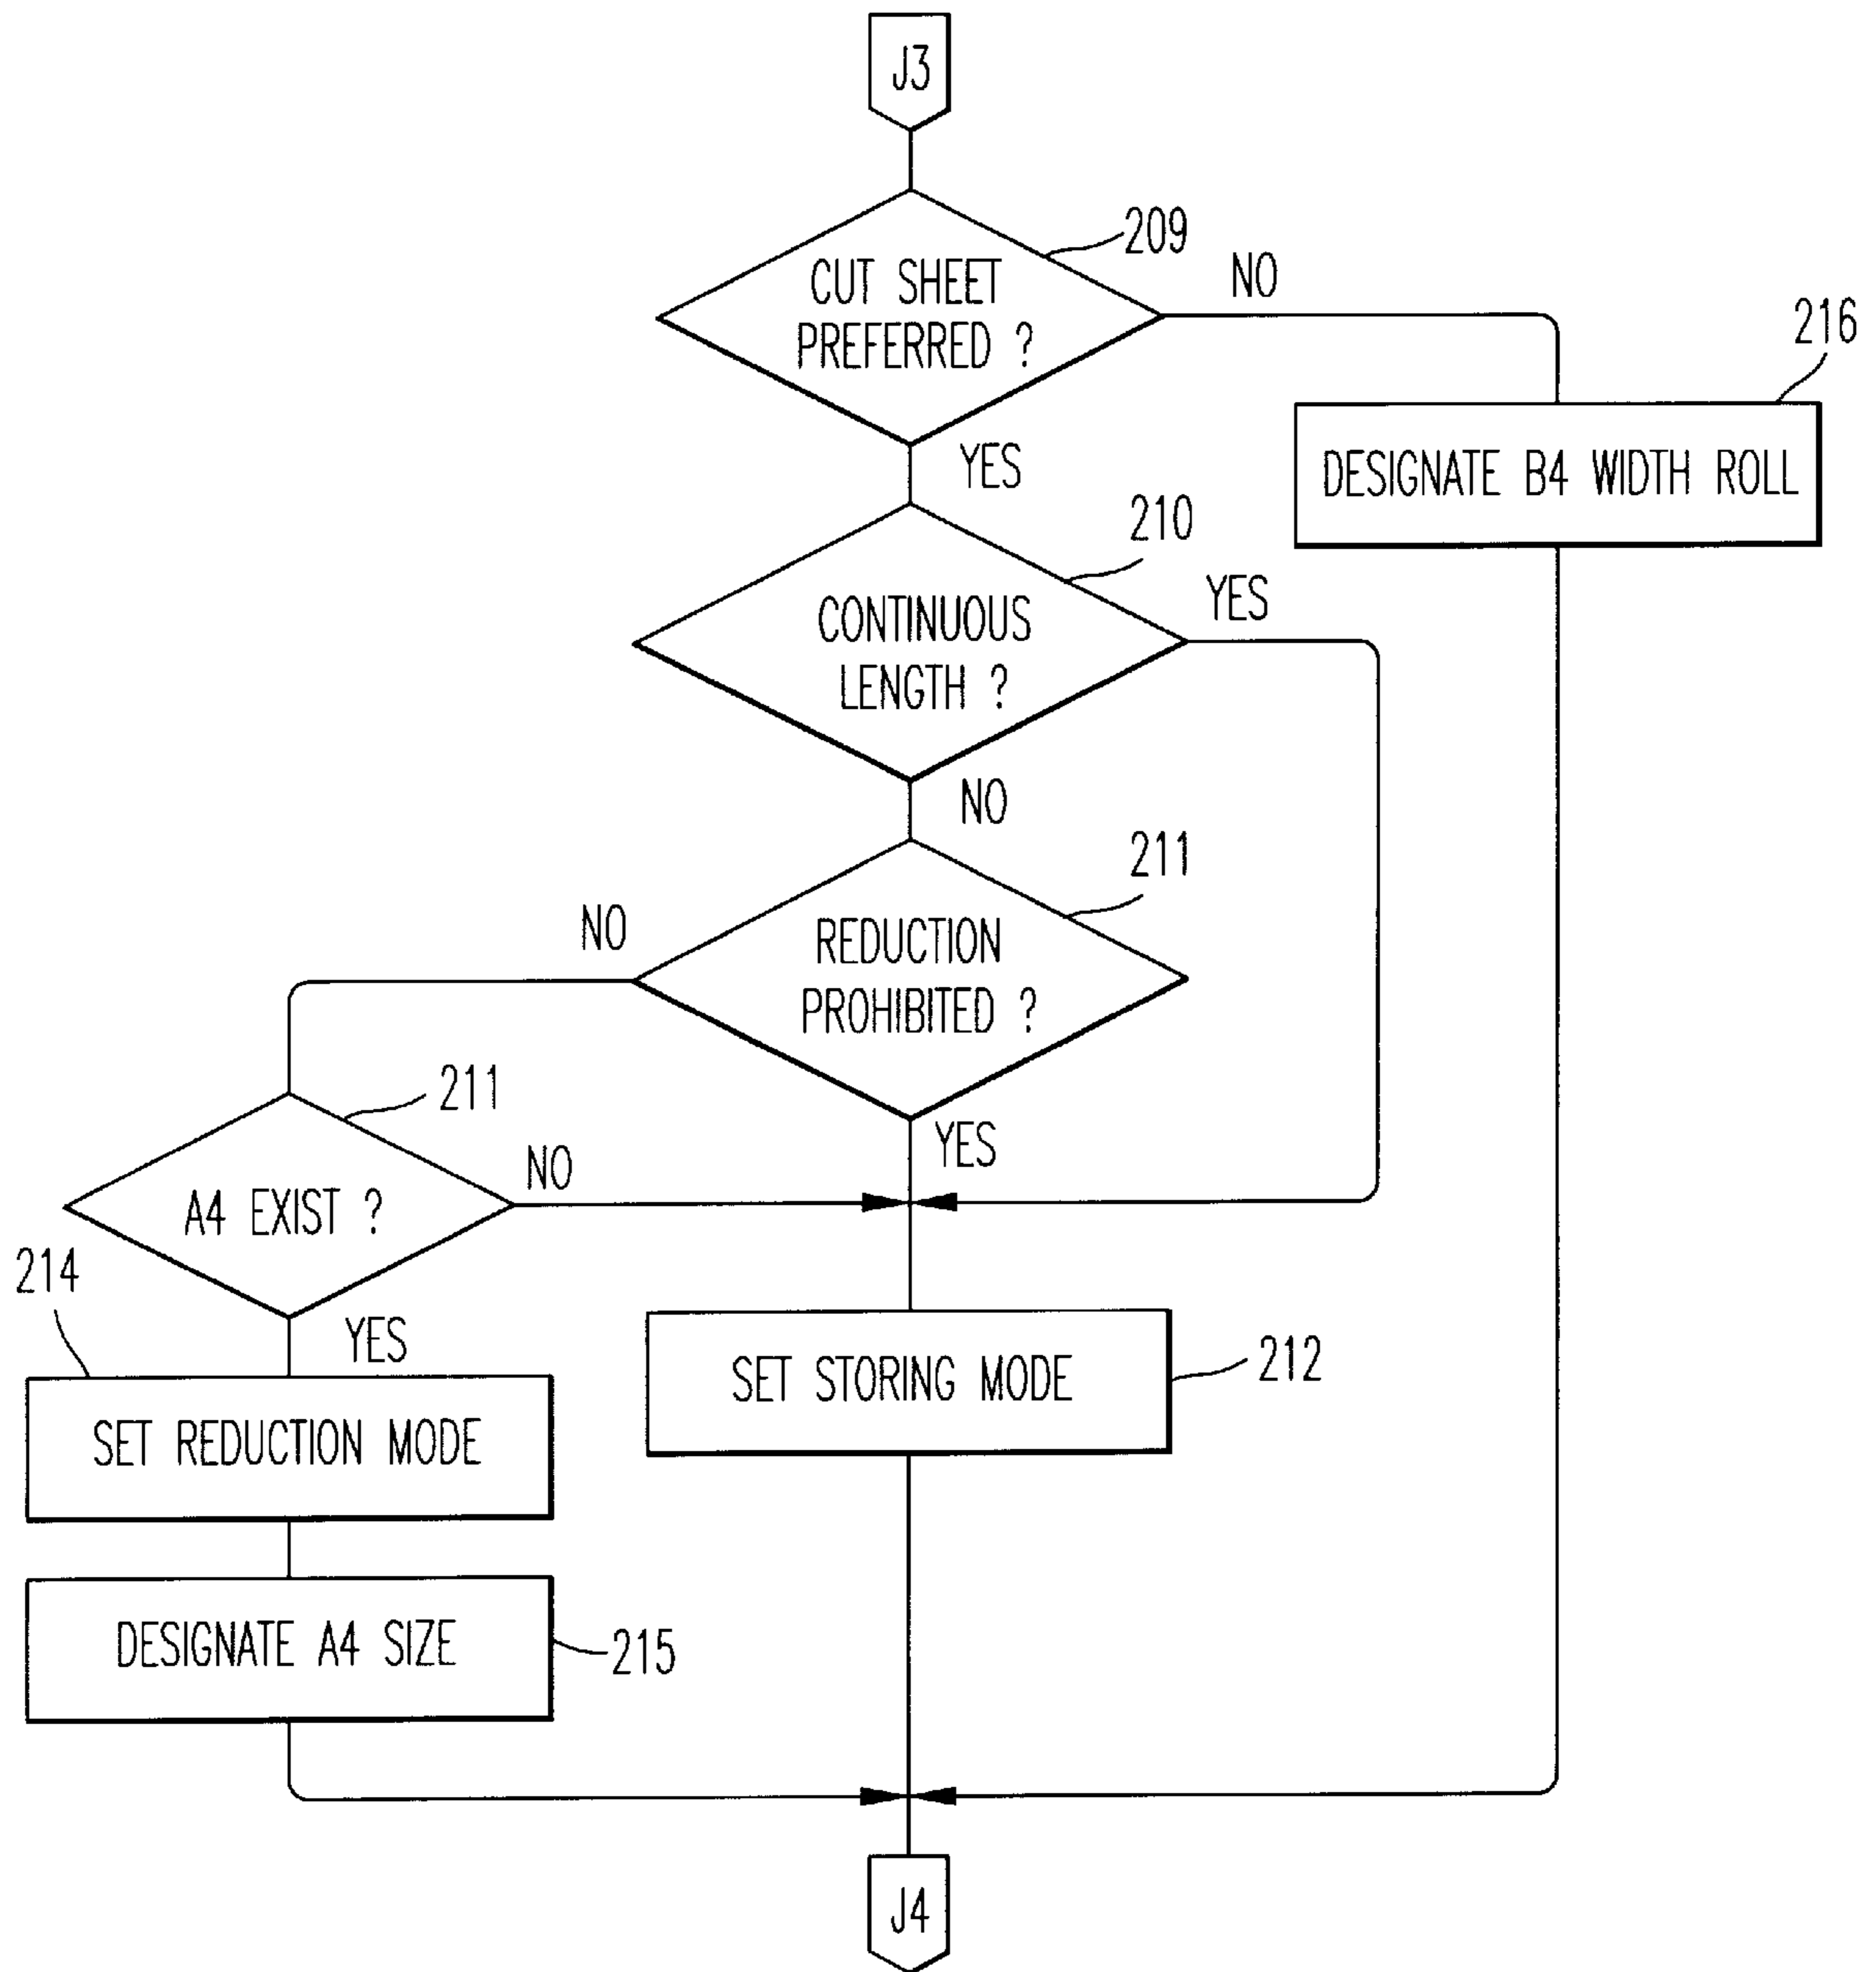 J3
209
CUT SHEET
PREFERRED ?
NO
216
DESIGNATE B4 WIDTH ROLL
YES
210
CONTINUOUS
LENGTH ?
YES
NO
211
REDUCTION
PROHIBITED ?
NO
YES
211
A4 EXIST ?
NO
YES
214
SET REDUCTION MODE
SET STORING MODE
212
DESIGNATE A4 SIZE
215
J4